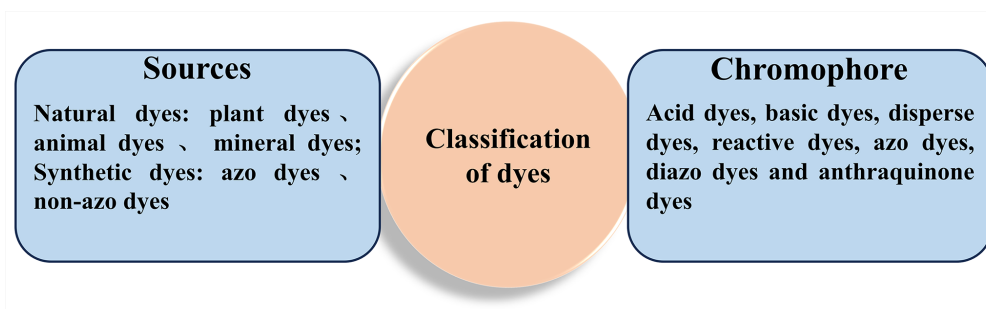 Sources
Natural dyes: plant dyes、
animal dyes 、 mineral dyes;
Synthetic dyes: azo dyes 、
non-azo dyes
Classification
of dyes
Chromophore
Acid dyes, basic dyes, disperse
dyes, reactive dyes, azo dyes,
diazo dyes and anthraquinone
dyes